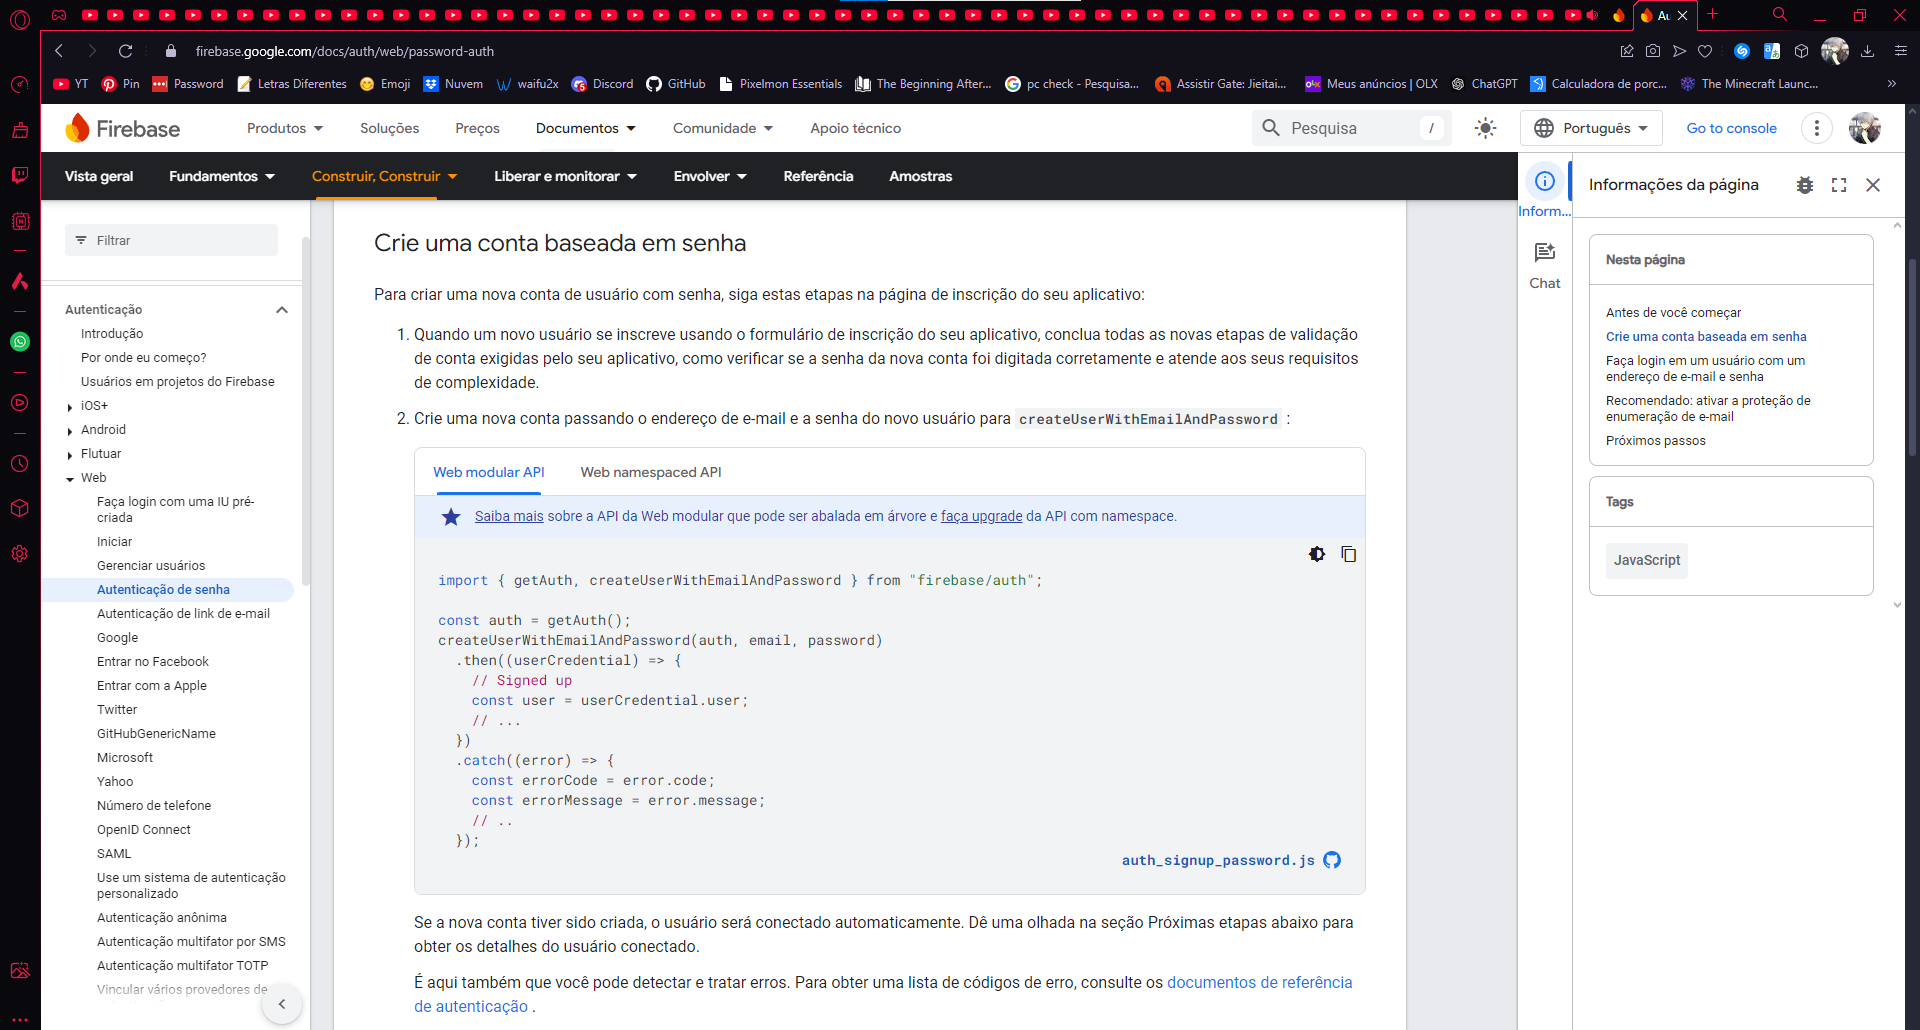 Au
firebase.google.com/docs/auth/web/password-auth
YT
Pin
Password
Letras Diferentes
Emoji
Nuvem
waifu2x
Discord
GitHub
Pixelmon Essentials
The Beginning After...
pc check - Pesquisa...
Assistir Gate: Jieitai...
Meus anúncios | OLX
ChatGPT
Calculadora de porc...
The Minecraft Launc...
Firebase
Produtos
Soluções
Preços
Documentos
Comunidade
Apoio técnico
Pesquisa
/
Português
Go to console
Vista geral
Fundamentos
Construir, Construir
Liberar e monitorar
Envolver
Referência
Amostras
Filtrar
Autenticação
Introdução
Por onde eu começo?
Usuários em projetos do Firebase
iOS+
Android
Flutuar
Web
Faça login com uma IU pré-
criada
Iniciar
Gerenciar usuários
Autenticação de senha
Autenticação de link de e-mail
Google
Entrar no Facebook
Entrar com a Apple
Twitter
GitHubGenericName
Microsoft
Yahoo
Número de telefone
OpenID Connect
SAML
Use um sistema de autenticação
personalizado
Autenticação anônima
Autenticação multifator por SMS
Autenticação multifator TOTP
Vincular vários provedores de
Crie uma conta baseada em senha
Para criar uma nova conta de usuário com senha, siga estas etapas na página de inscrição do seu aplicativo:
1. Quando um novo usuário se inscreve usando o formulário de inscrição do seu aplicativo, conclua todas as novas etapas de validação
de conta exigidas pelo seu aplicativo, como verificar se a senha da nova conta foi digitada corretamente e atende aos seus requisitos
de complexidade.
2. Crie uma nova conta passando o endereço de e-mail e a senha do novo usuário para createUserWithEmailAndPassword :
Web modular API
Web namespaced API
Saiba mais sobre a API da Web modular que pode ser abalada em árvore e faça upgrade da API com namespace.
import { getAuth, createUserWithEmailAndPassword } from "firebase/auth";
const auth = getAuth();
createUserWithEmailAndPassword(auth, email, password)
.then((userCredential) => {
// Signed up
const user = userCredential.user;
// ...
})
.catch((error) => {
const errorCode = error.code;
const errorMessage = error.message;
// ..
});
auth_signup_password.js
Se a nova conta tiver sido criada, o usuário será conectado automaticamente. Dê uma olhada na seção Próximas etapas abaixo para
obter os detalhes do usuário conectado.
É aqui também que você pode detectar e tratar erros. Para obter uma lista de códigos de erro, consulte os documentos de referência
de autenticação .
Inform...
Chat
Informações da página
Nesta página
Antes de você começar
Crie uma conta baseada em senha
Faça login em um usuário com um
endereço de e-mail e senha
Recomendado: ativar a proteção de
enumeração de e-mail
Próximos passos
Tags
JavaScript